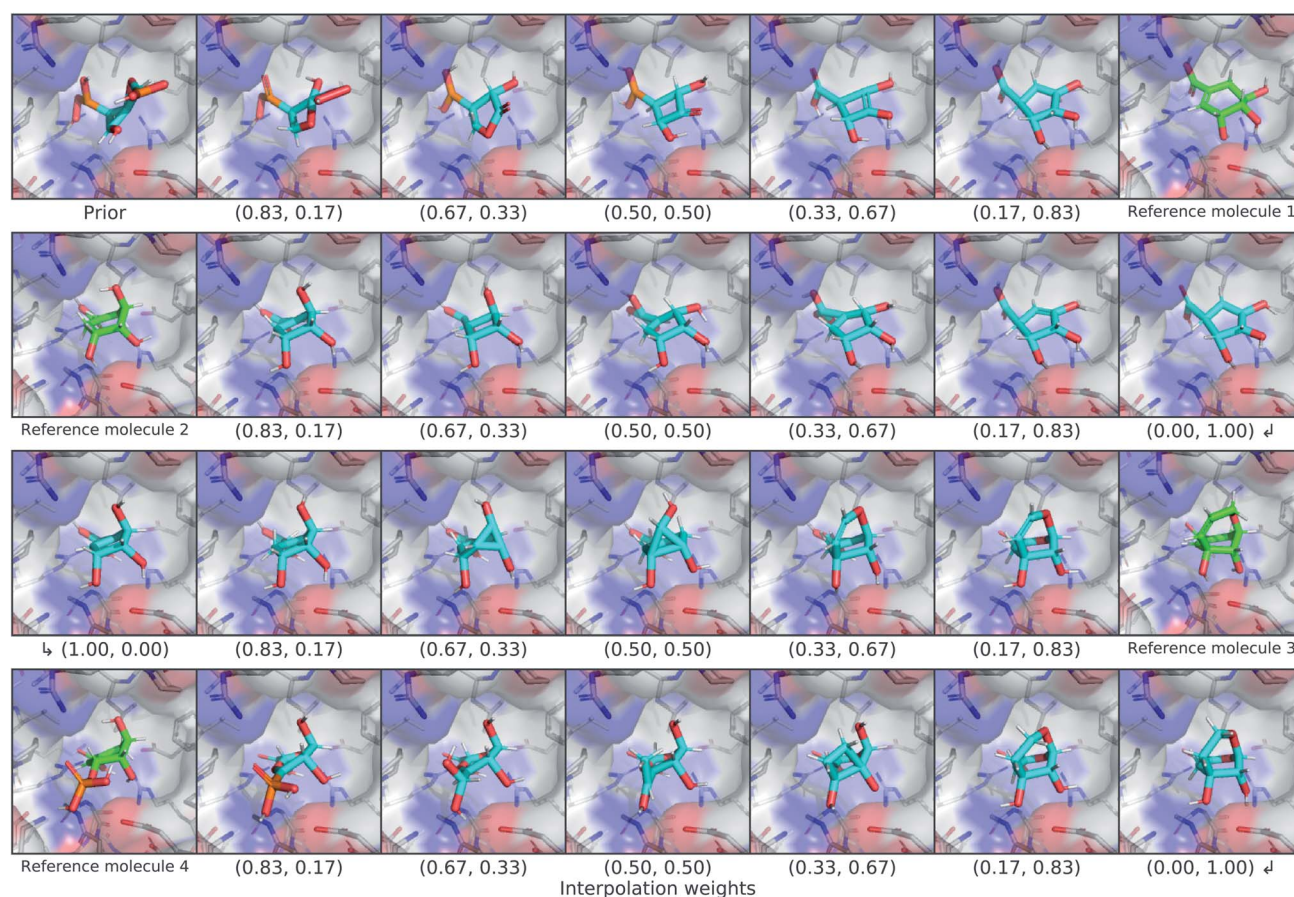 Prior (0.83, 0.17) (0.67, 0.33) (0.50, 0.50) (0.33, 0.67) (0.17, 0.83) Reference molecule 1
Reference molecule 2 (0.83, 0.17) (0.67, 0.33) (0.50, 0.50) (0.33, 0.67) (0.17, 0.83) (0.00, 1.00) ↲
↳ (1.00, 0.00) (0.83, 0.17) (0.67, 0.33) (0.50, 0.50) (0.33, 0.67) (0.17, 0.83) Reference molecule 3
Reference molecule 4 (0.83, 0.17) (0.67, 0.33) (0.50, 0.50) (0.33, 0.67) (0.17, 0.83) (0.00, 1.00) ↲
Interpolation weights